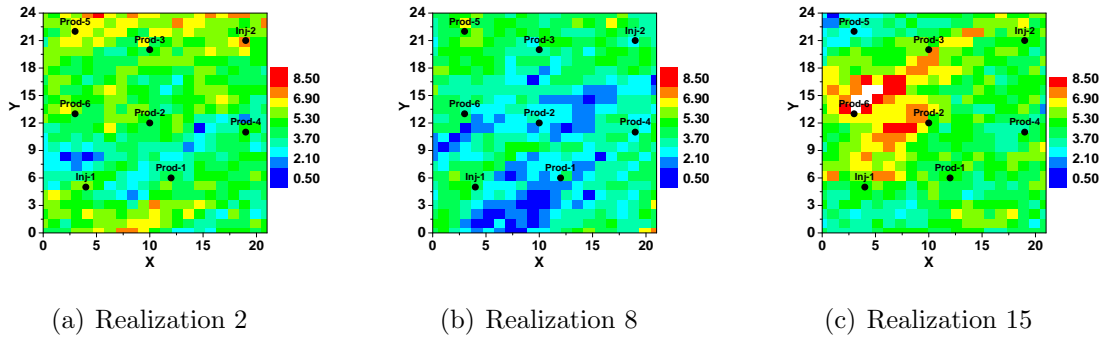 24
21
18
15
12
9
6
3
0
Y
0 5 10 15 20
X
Prod-5
Inj-2
Prod-3
Prod-6
Prod-2
Prod-4
Prod-1
Inj-1
8.50
6.90
5.30
3.70
2.10
0.50
(a) Realization 2
24
21
18
15
12
9
6
3
0
Y
0 5 10 15 20
X
Prod-5
Inj-2
Prod-3
Prod-6
Prod-2
Prod-4
Prod-1
Inj-1
8.50
6.90
5.30
3.70
2.10
0.50
(b) Realization 8
24
21
18
15
12
9
6
3
0
Y
0 5 10 15 20
X
Prod-5
Inj-2
Prod-3
Prod-6
Prod-2
Prod-4
Prod-1
Inj-1
8.50
6.90
5.30
3.70
2.10
0.50
(c) Realization 15